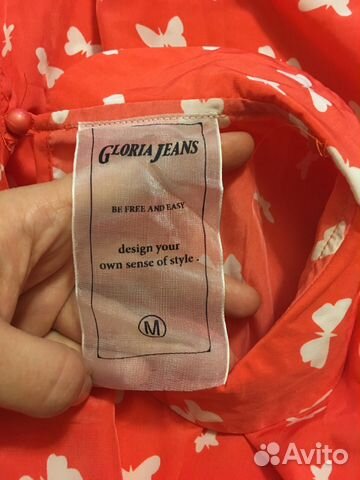 GLORIA JEANS
BE FREE AND EASY
design your
own sense of style.
M
Avito